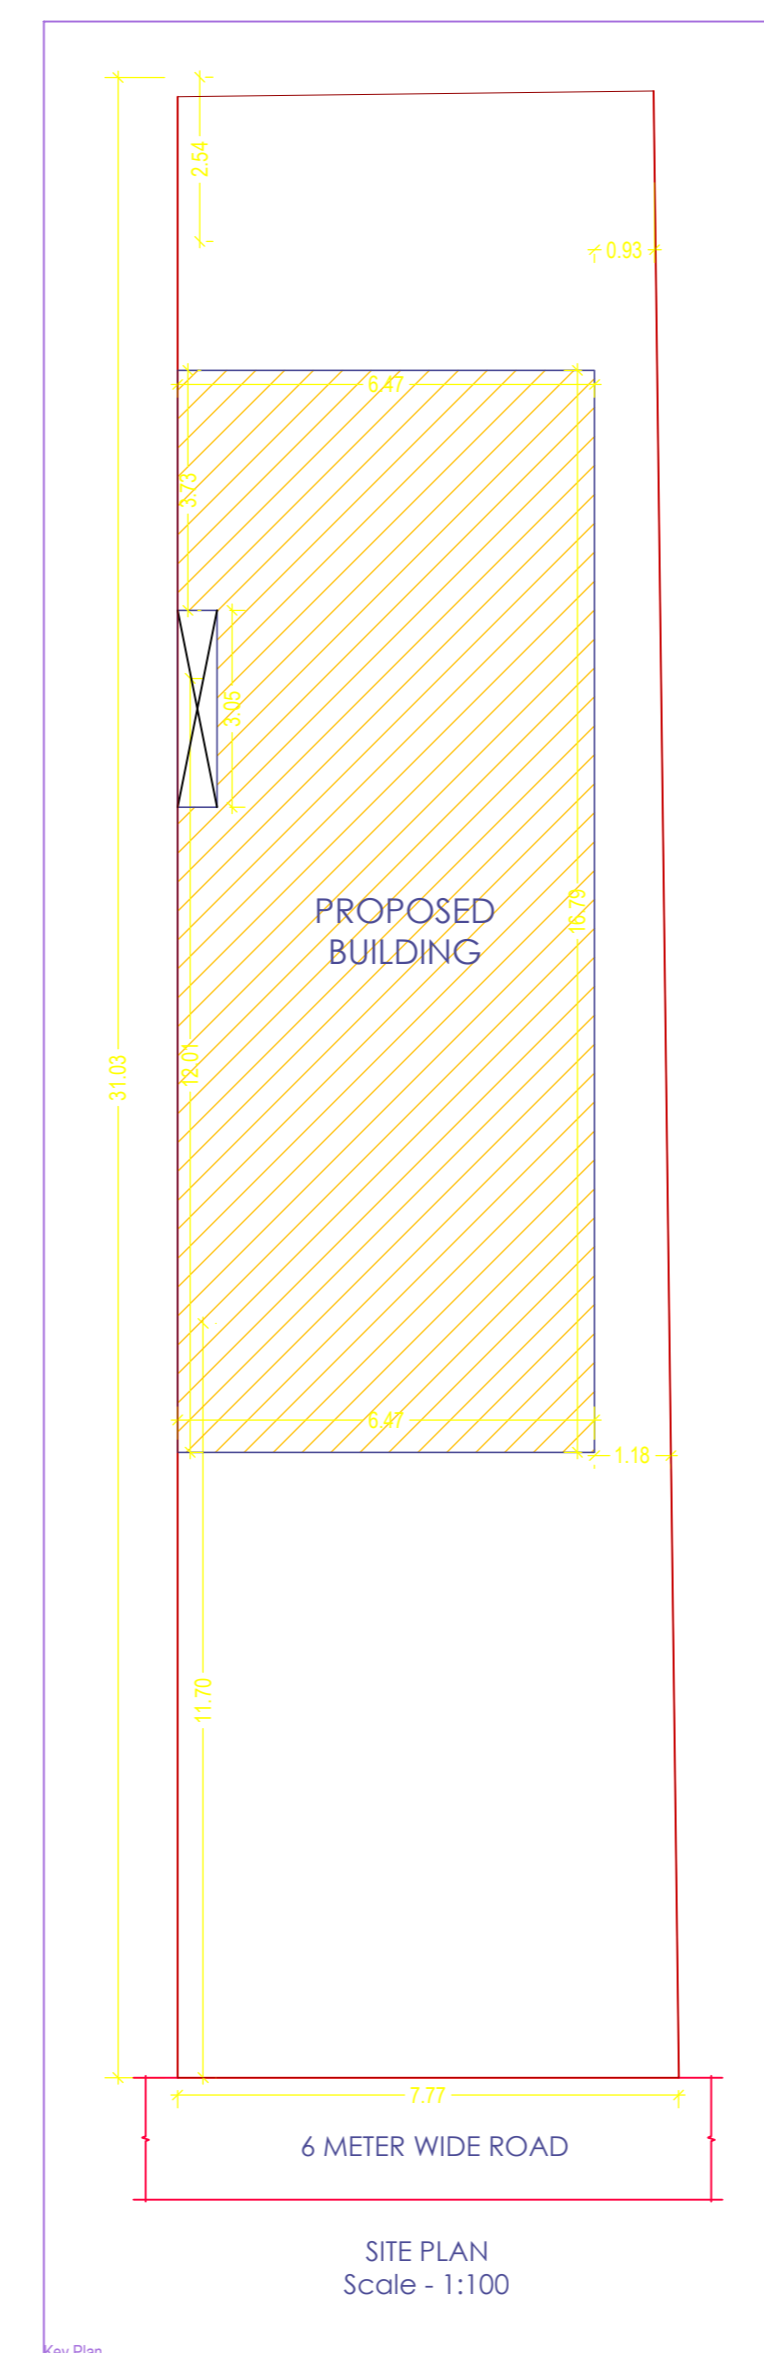 2.54
0.93
6.47
3.73
3.05
PROPOSED
BUILDING
16.79
31.03
12.01
6.47
1.18
11.70
7.77
6 METER WIDE ROAD
SITE PLAN
Scale - 1:100
Key Plan